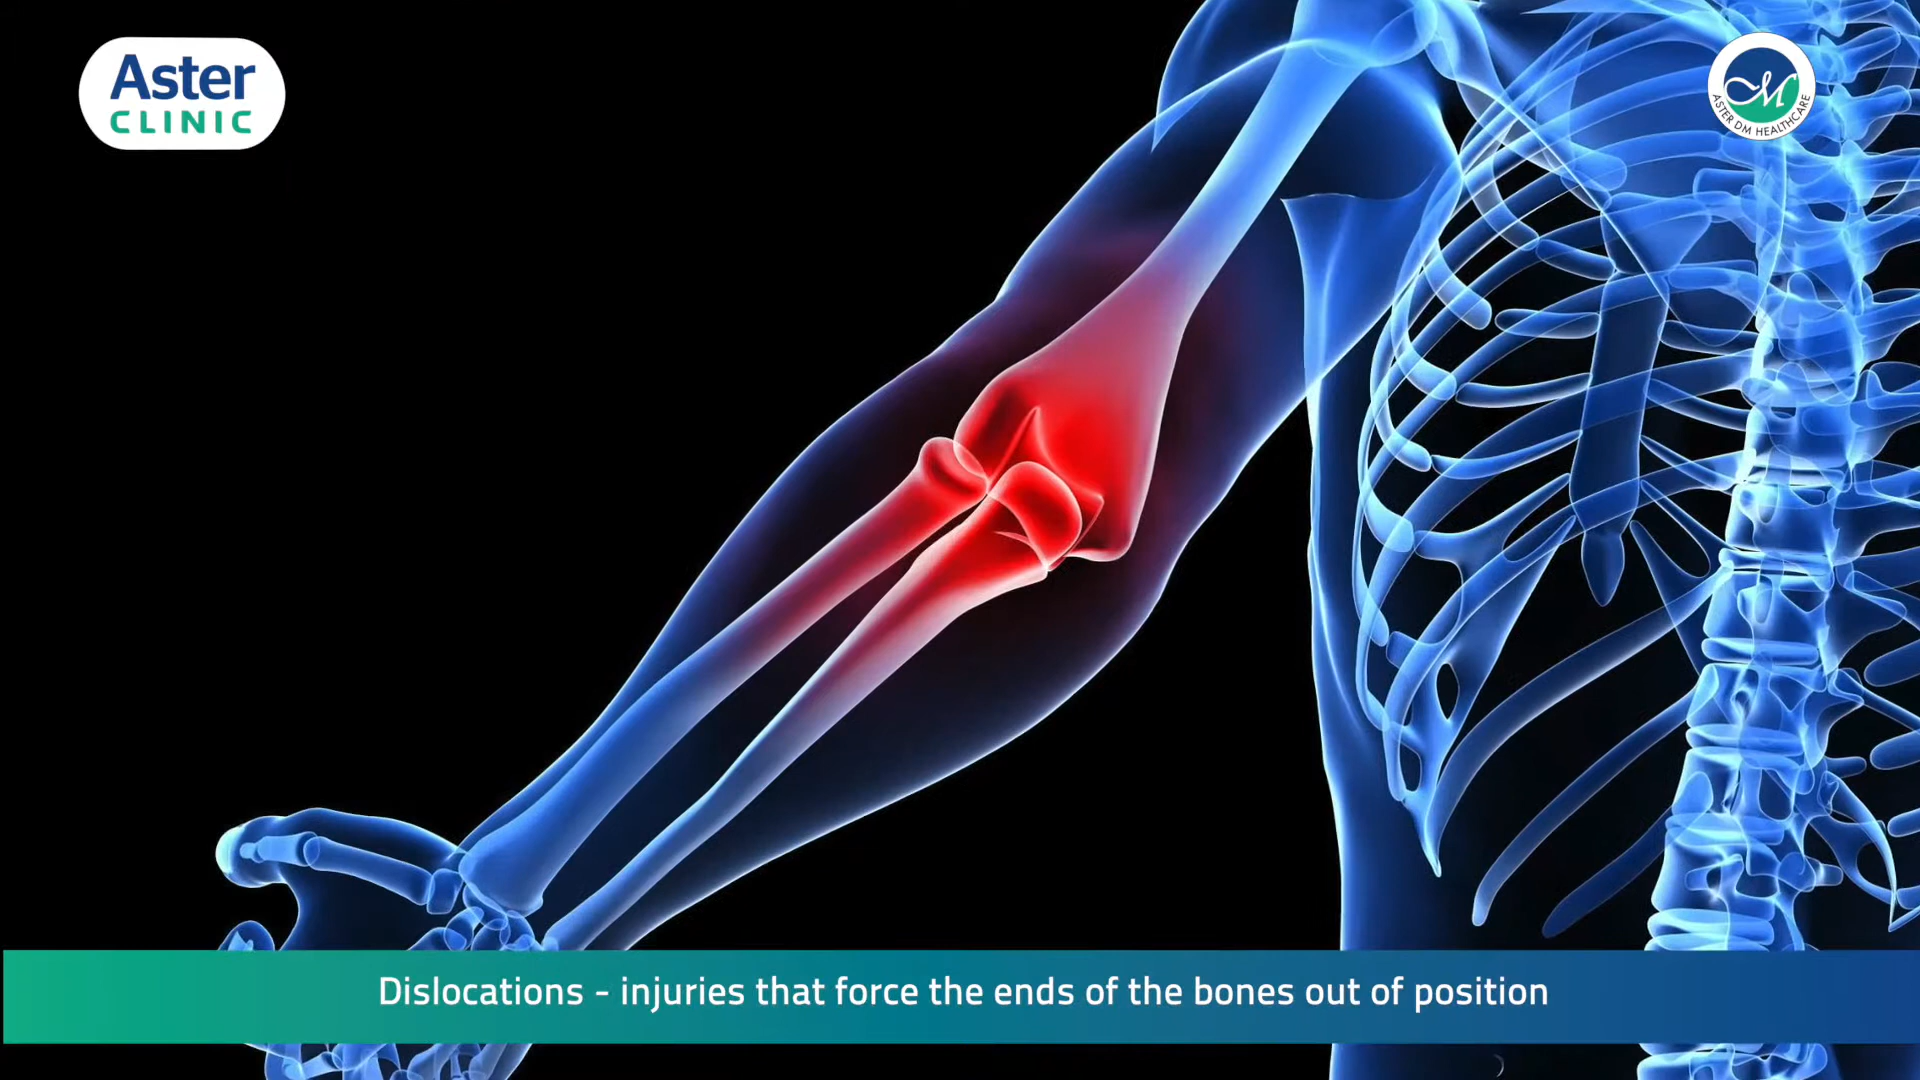 Aster
CLINIC
M
ASTER DM HEALTHCARE
Dislocations - injuries that force the ends of the bones out of position